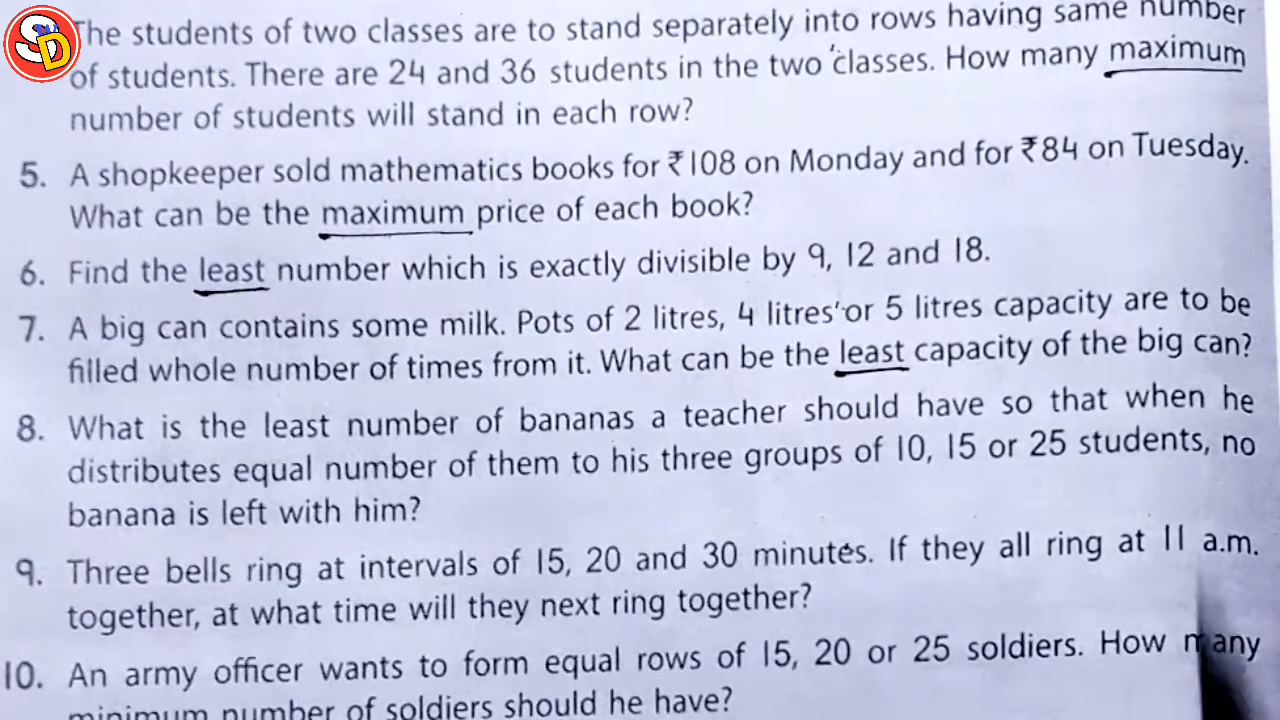 SD
The students of two classes are to stand separately into rows having same number
of students. There are 24 and 36 students in the two classes. How many maximum
number of students will stand in each row?
5. A shopkeeper sold mathematics books for ₹108 on Monday and for ₹84 on Tuesday.
What can be the maximum price of each book?
6. Find the least number which is exactly divisible by 9, 12 and 18.
7. A big can contains some milk. Pots of 2 litres, 4 litres or 5 litres capacity are to be
filled whole number of times from it. What can be the least capacity of the big can?
8. What is the least number of bananas a teacher should have so that when he
distributes equal number of them to his three groups of 10, 15 or 25 students, no
banana is left with him?
9. Three bells ring at intervals of 15, 20 and 30 minutes. If they all ring at 11 a.m.
together, at what time will they next ring together?
10. An army officer wants to form equal rows of 15, 20 or 25 soldiers. How many
minimum number of soldiers should he have?